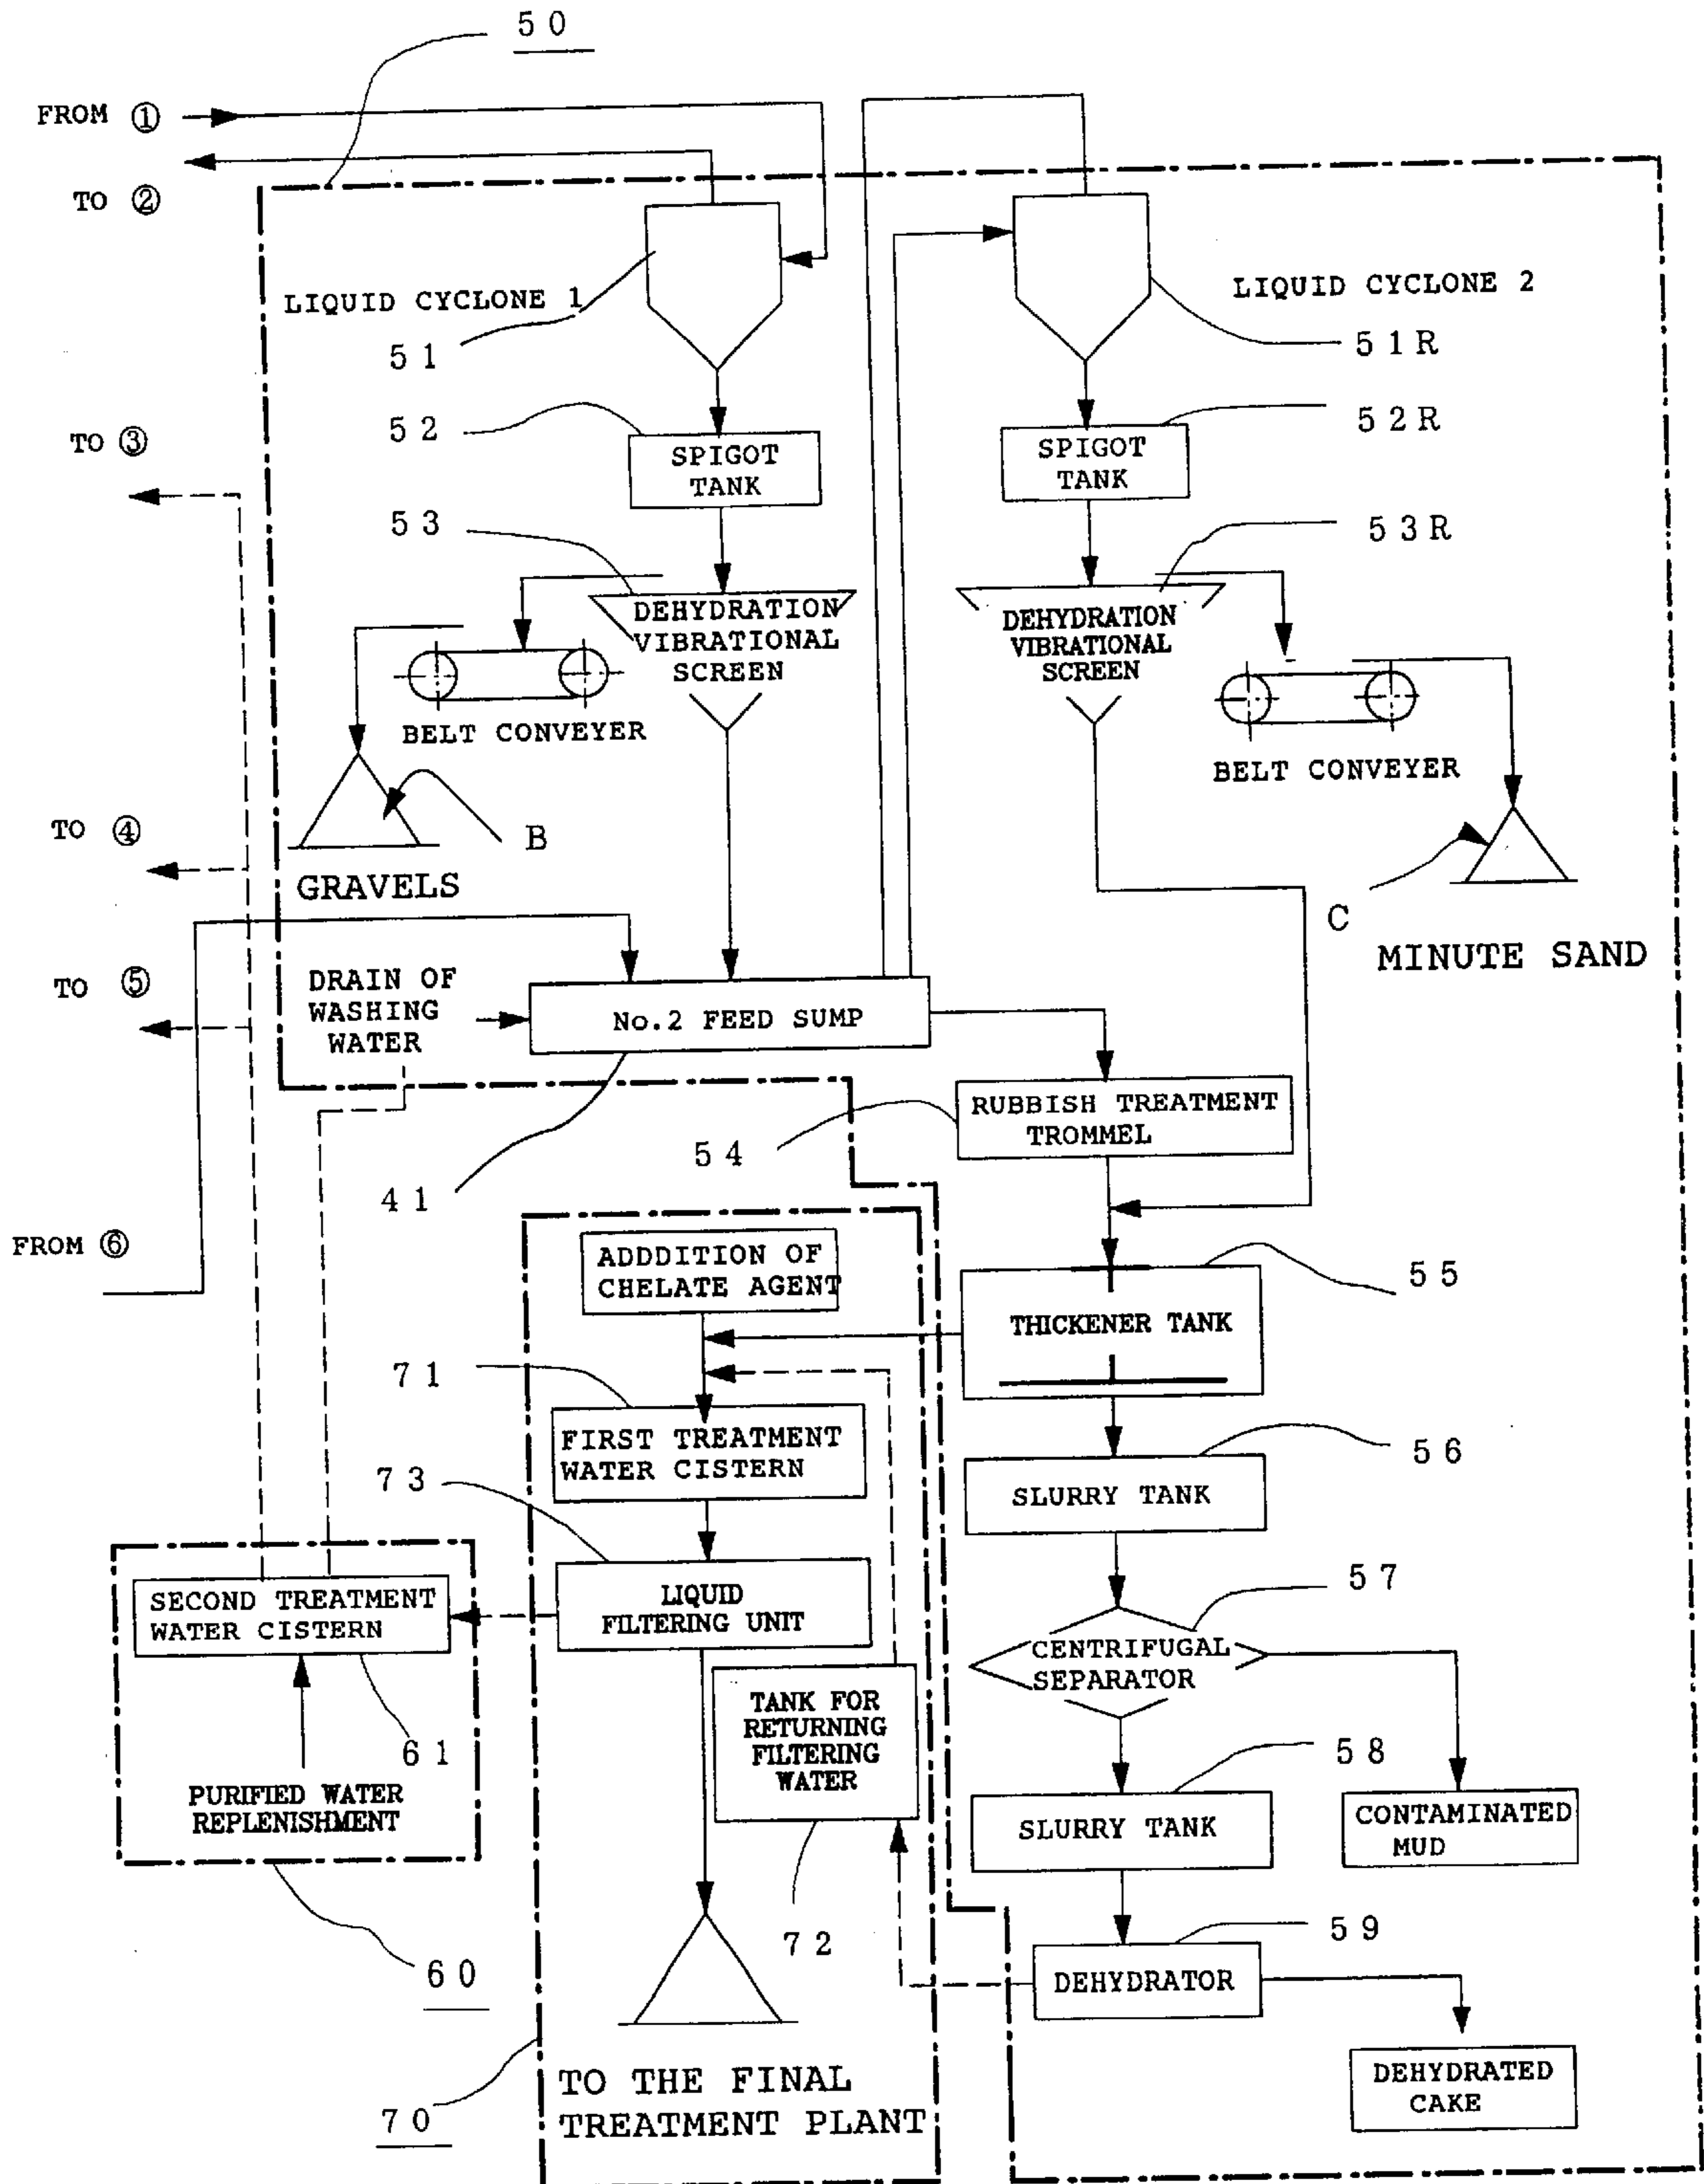 50
FROM ①
TO ②
LIQUID CYCLONE 1
LIQUID CYCLONE 2
51
51R
TO ③
52
52R
SPIGOT
TANK
SPIGOT
TANK
53
53R
DEHYDRATION
VIBRATIONAL
SCREEN
DEHYDRATION
VIBRATIONAL
SCREEN
BELT CONVEYER
BELT CONVEYER
TO ④
B
GRAVELS
C
MINUTE SAND
TO ⑤
DRAIN OF
WASHING
WATER
No.2 FEED SUMP
RUBBISH TREATMENT
TROMMEL
54
41
FROM ⑥
ADDDITION OF
CHELATE AGENT
55
THICKENER TANK
71
FIRST TREATMENT
WATER CISTERN
56
73
SLURRY TANK
LIQUID
FILTERING UNIT
57
SECOND TREATMENT
WATER CISTERN
CENTRIFUGAL
SEPARATOR
TANK FOR
RETURNING
FILTERING
WATER
61
58
PURIFIED WATER
REPLENISHMENT
SLURRY TANK
CONTAMINATED
MUD
72
59
60
DEHYDRATOR
TO THE FINAL
TREATMENT PLANT
DEHYDRATED
CAKE
70